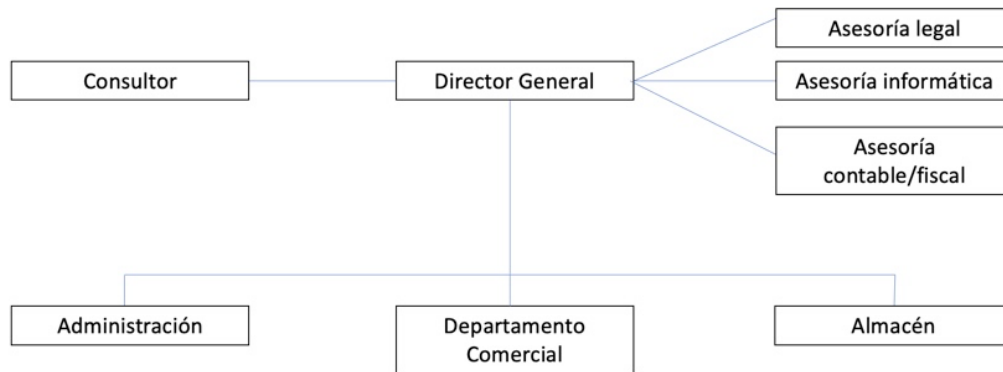 Asesoría legal
Consultor
Director General
Asesoría informática
Asesoría
contable/fiscal
Administración
Departamento
Comercial
Almacén